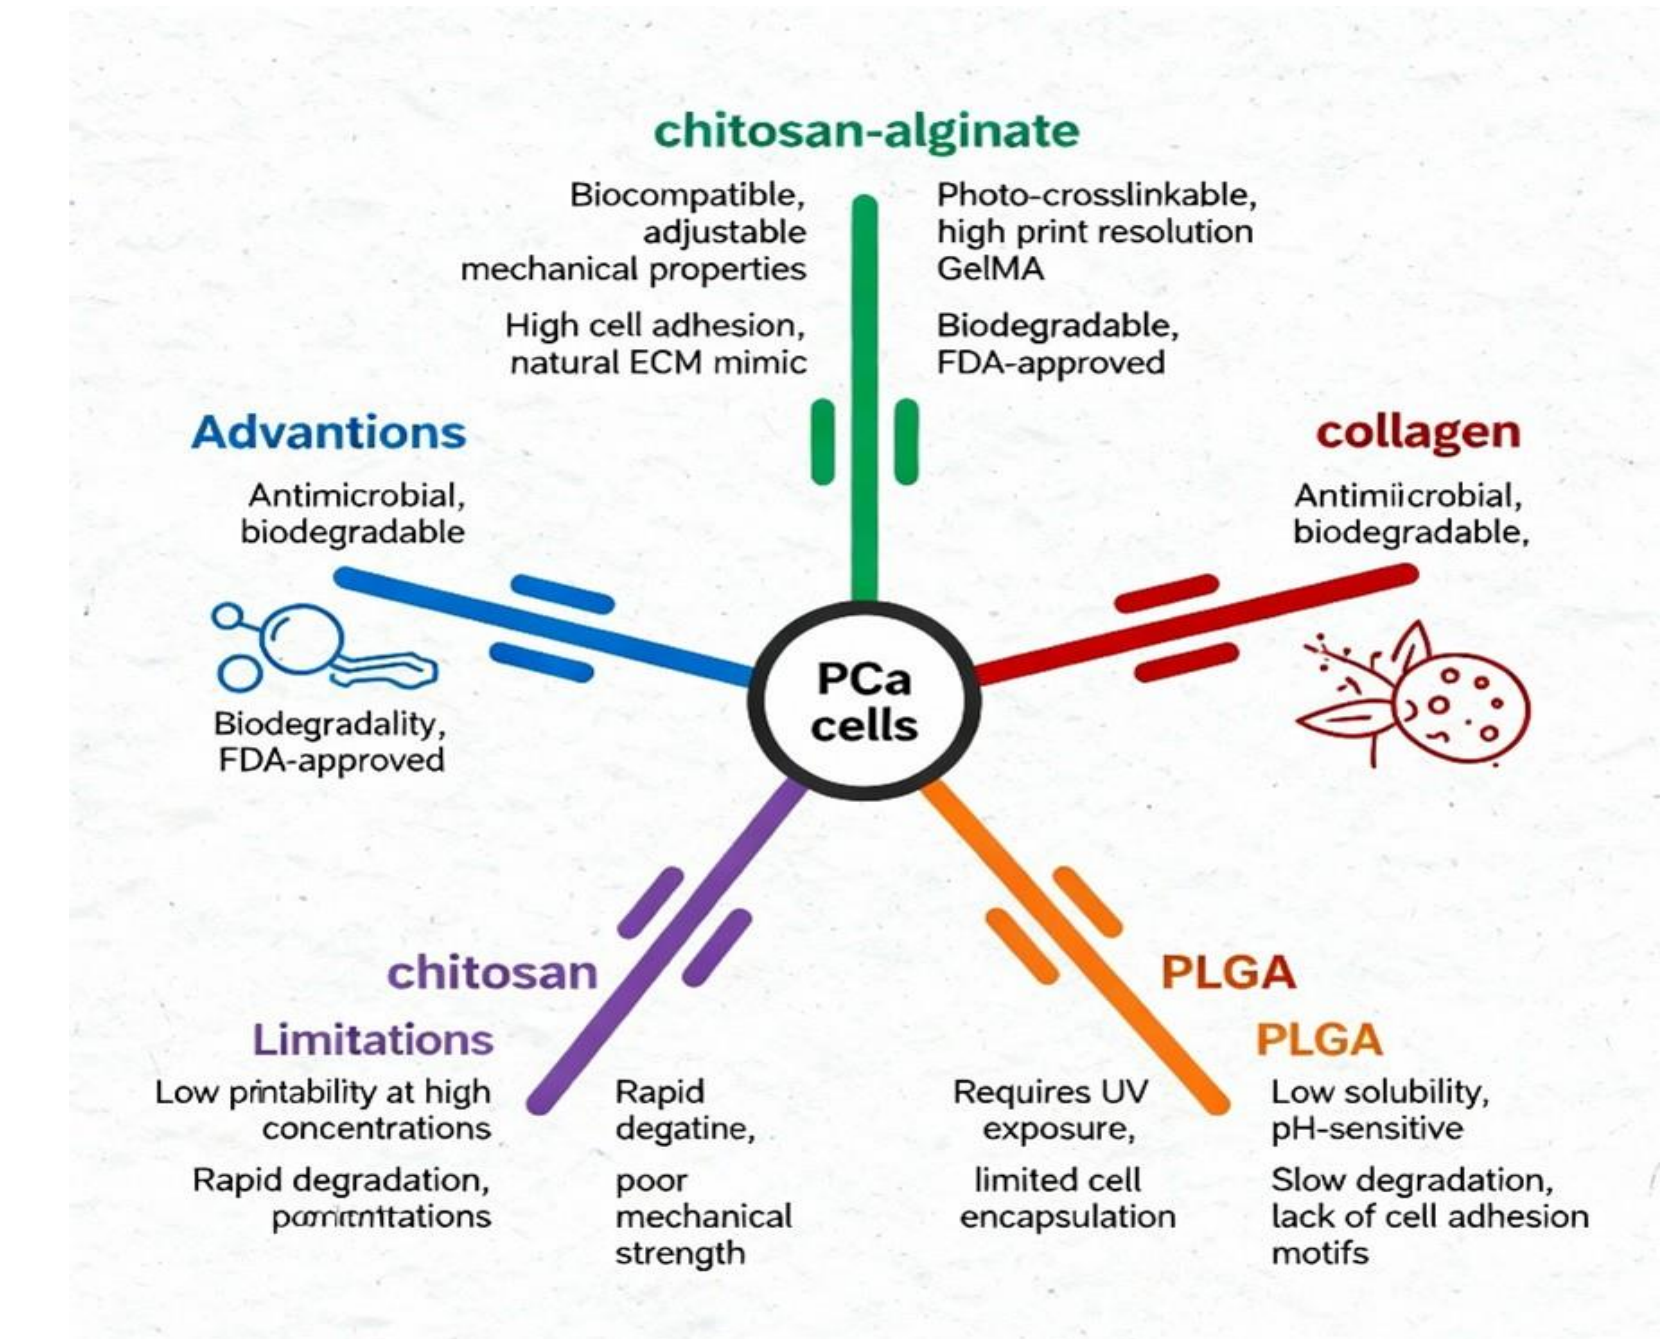 chitosan-alginate
Biocompatible,
adjustable
mechanical properties
High cell adhesion,
natural ECM mimic
Photo-crosslinkable,
high print resolution
GelMA
Biodegradable,
FDA-approved
Advantions
Antimicrobial,
biodegradable
Biodegradality,
FDA-approved
collagen
Antimiicrobial,
biodegradable,
PCa
cells
chitosan
Limitations
Low printability at high
concentrations
Rapid degradation,
Rapid
degatine,
poor
mechanical
strength
PLGA
PLGA
Requires UV
exposure,
limited cell
encapsulation
Low solubility,
pH-sensitive
Slow degradation,
lack of cell adhesion
motifs